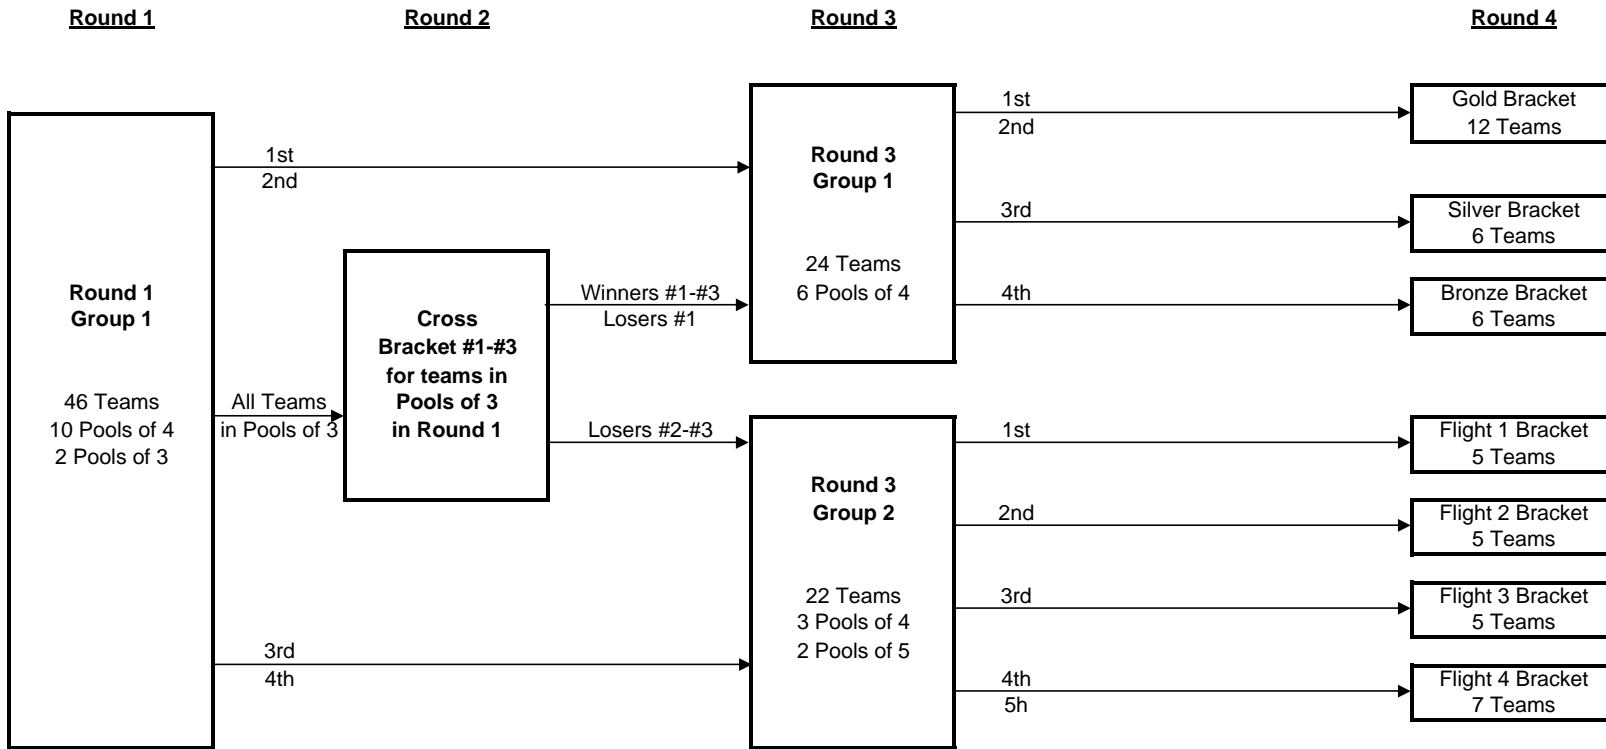 Round 1
Round 2
Round 3
Round 4
Round 1
Group 1
46 Teams
10 Pools of 4
2 Pools of 3
1st
2nd
All Teams
in Pools of 3
3rd
4th
Cross
Bracket #1-#3
for teams in
Pools of 3
in Round 1
Winners #1-#3
Losers #1
Losers #2-#3
Round 3
Group 1
24 Teams
6 Pools of 4
1st
2nd
3rd
4th
Round 3
Group 2
22 Teams
3 Pools of 4
2 Pools of 5
1st
2nd
3rd
4th
5h
Gold Bracket
12 Teams
Silver Bracket
6 Teams
Bronze Bracket
6 Teams
Flight 1 Bracket
5 Teams
Flight 2 Bracket
5 Teams
Flight 3 Bracket
5 Teams
Flight 4 Bracket
7 Teams